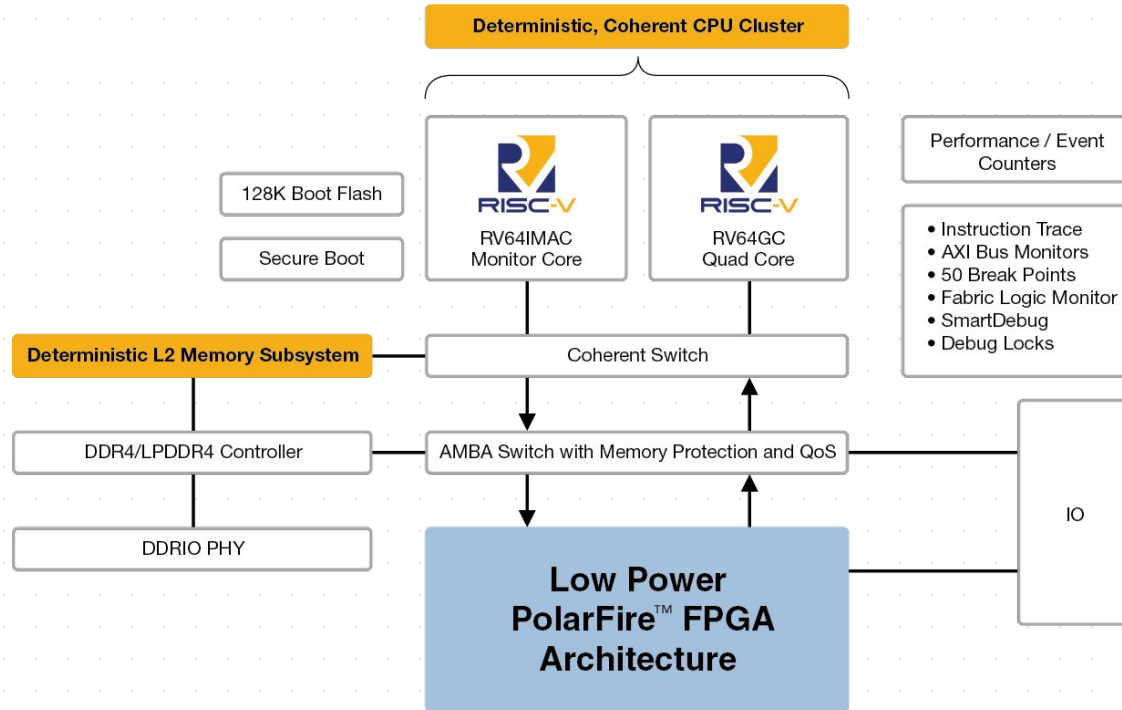 Deterministic, Coherent CPU Cluster
RISC-V
RV64IMAC
Monitor Core
RISC-V
RV64GC
Quad Core
128K Boot Flash
Secure Boot
Performance / Event
Counters
• Instruction Trace
• AXI Bus Monitors
• 50 Break Points
• Fabric Logic Monitor
• SmartDebug
• Debug Locks
Deterministic L2 Memory Subsystem
Coherent Switch
DDR4/LPDDR4 Controller
AMBA Switch with Memory Protection and QoS
DDRIO PHY
IO
Low Power
PolarFire™ FPGA
Architecture